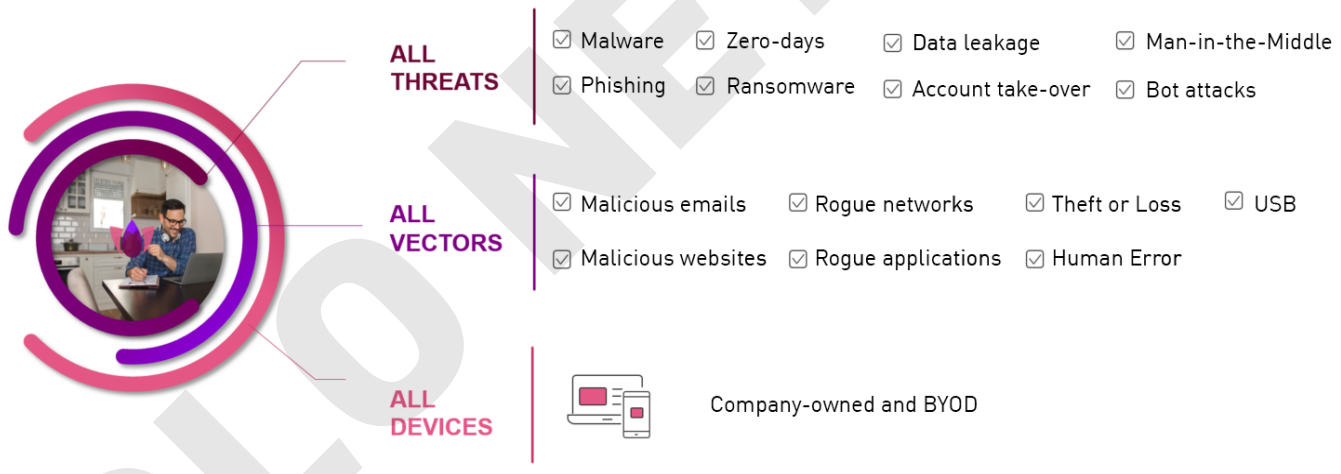 ALL
THREATS
Malware Zero-days Data leakage Man-in-the-Middle
Phishing Ransomware Account take-over Bot attacks
ALL
VECTORS
Malicious emails Rogue networks Theft or Loss USB
Malicious websites Rogue applications Human Error
ALL
DEVICES
Company-owned and BYOD